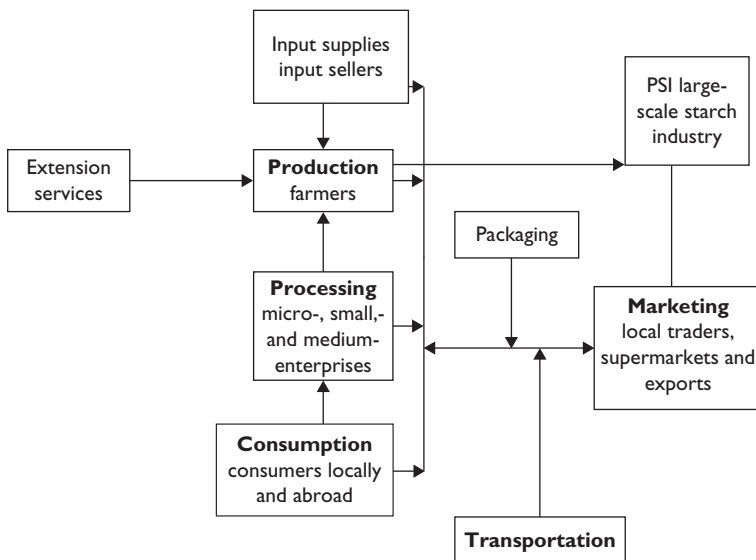 Input supplies
input sellers
PSI large-
scale starch
industry
Extension
services
Production
farmers
Packaging
Processing
micro-, small,-
and medium-
enterprises
Marketing
local traders,
supermarkets and
exports
Consumption
consumers locally
and abroad
Transportation